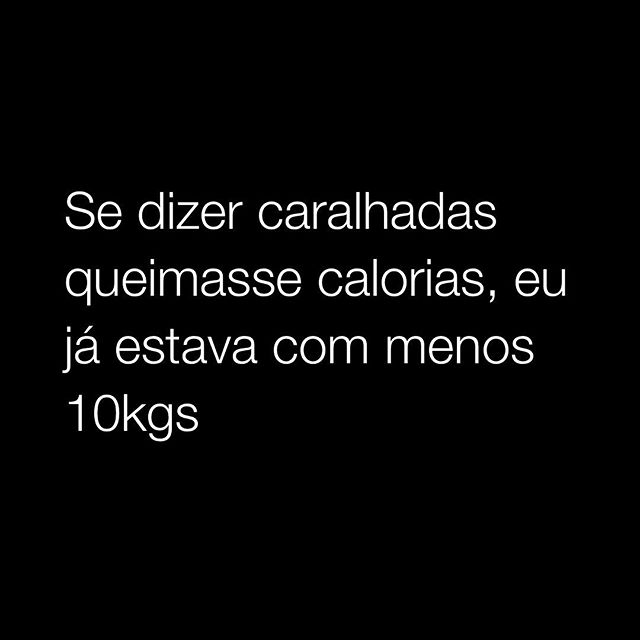 Se dizer caralhadas
queimasse calorias, eu
já estava com menos
10kgs